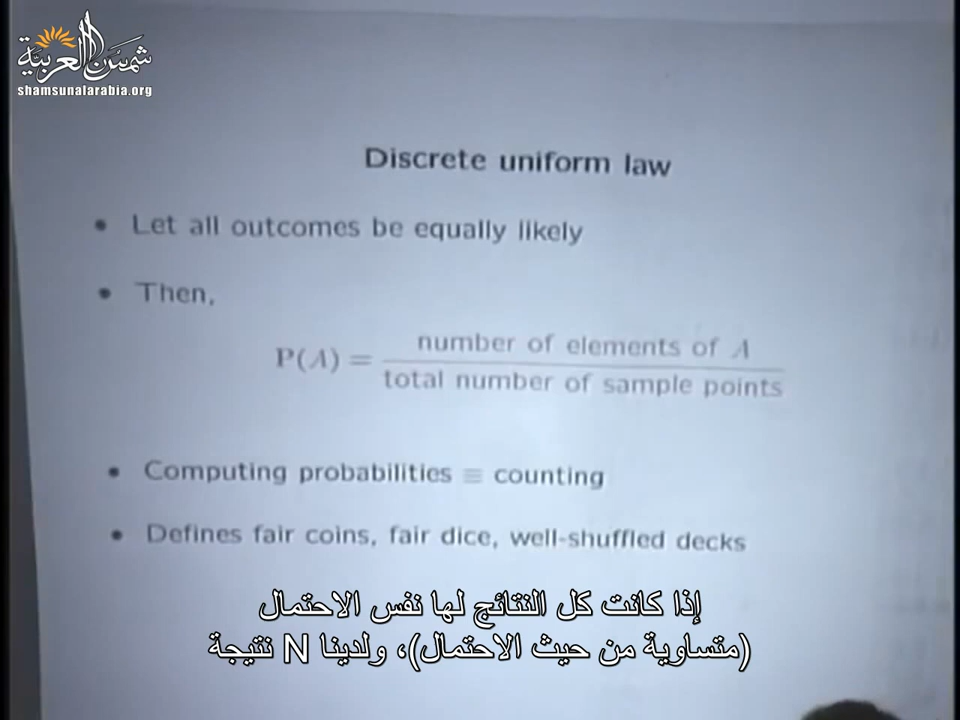 شمس العربية
shamsunalarabia.org
Discrete uniform law
• Let all outcomes be equally likely
• Then,
P(A) = number of elements of A / total number of sample points
• Computing probabilities ≡ counting
• Defines fair coins, fair dice, well-shuffled decks
إذا كانت كل النتائج لها نفس الاحتمال
(متساوية من حيث الاحتمال)، ولدينا N نتيجة